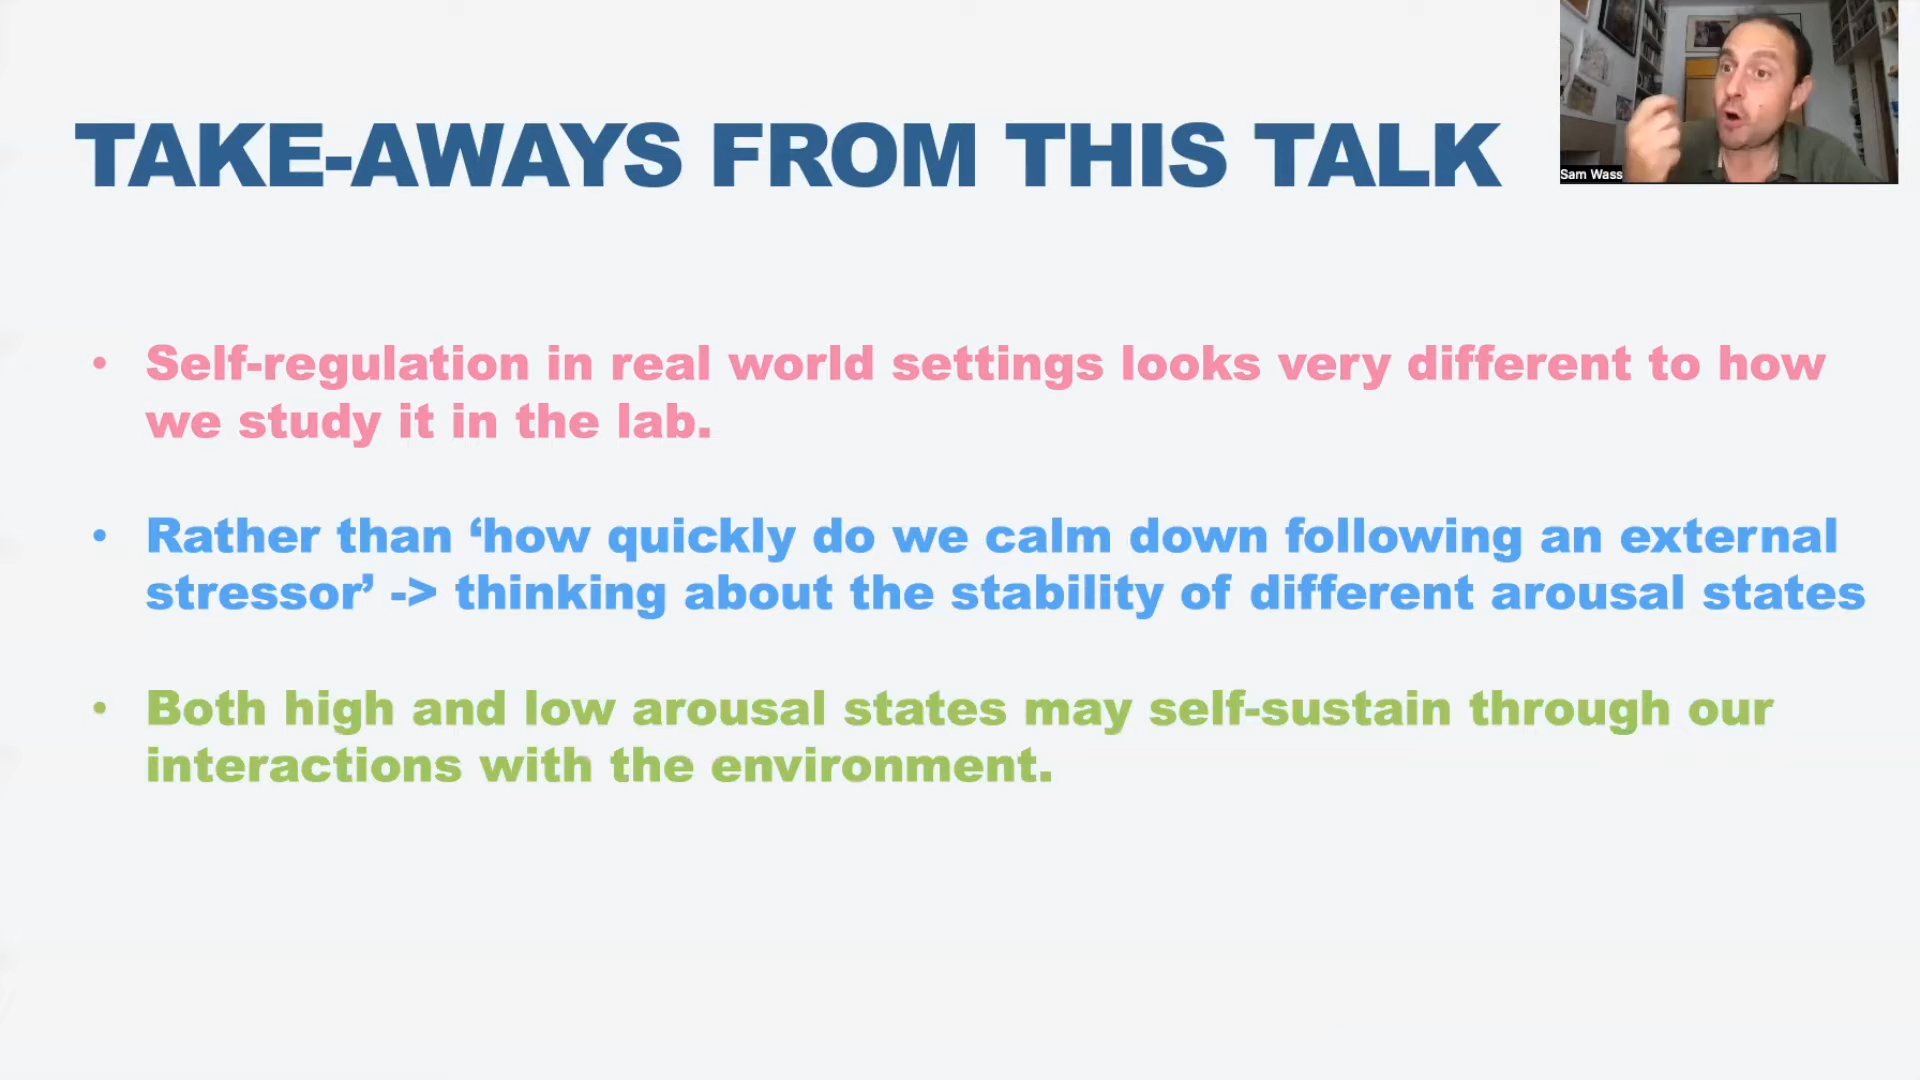 TAKE-AWAYS FROM THIS TALK
Sam Wass
• Self-regulation in real world settings looks very different to how
we study it in the lab.
• Rather than ‘how quickly do we calm down following an external
stressor’ -> thinking about the stability of different arousal states
• Both high and low arousal states may self-sustain through our
interactions with the environment.